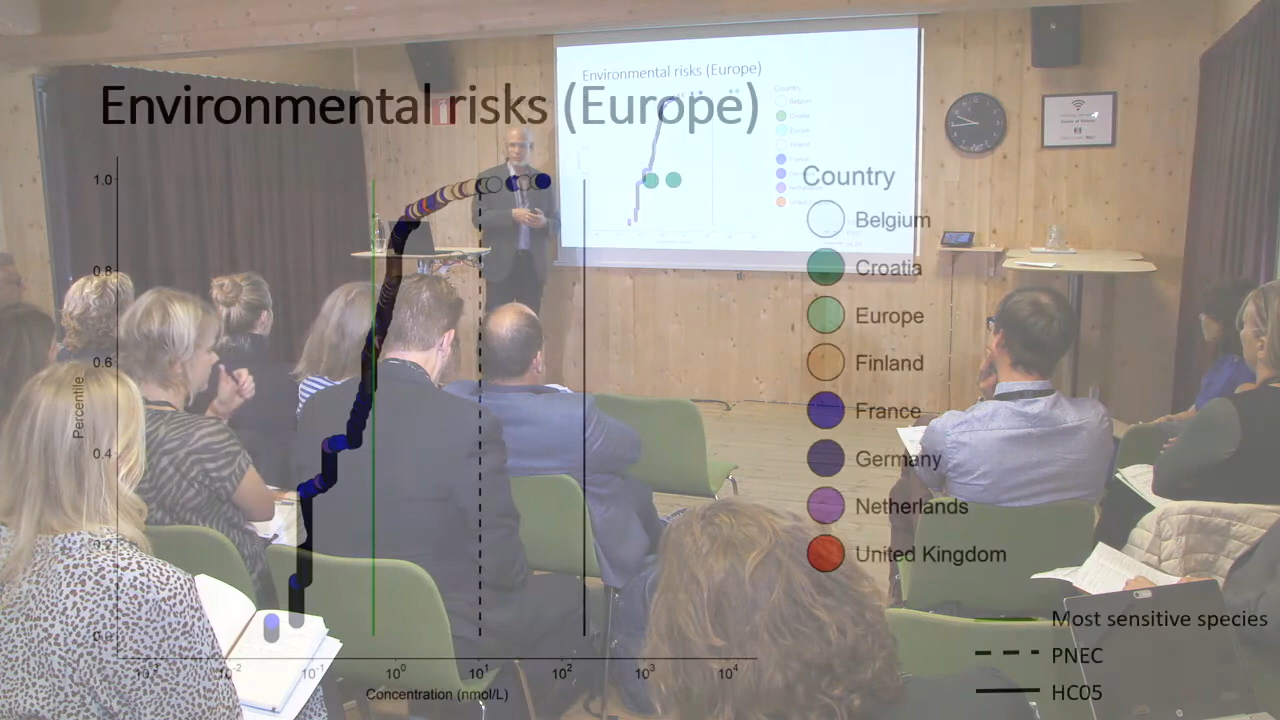 Environmental risks (Europe)
Environmental risks (Europe)
Country
Belgium
Croatia
Europe
Finland
France
Germany
Netherlands
United Kingdom
1.0
0.8
0.6
0.4
0.2
0.0
Percentile
10⁻³
10⁻²
10⁻¹
10⁰
10¹
10²
10³
10⁴
Concentration (nmol/L)
Most sensitive species
PNEC
HC05